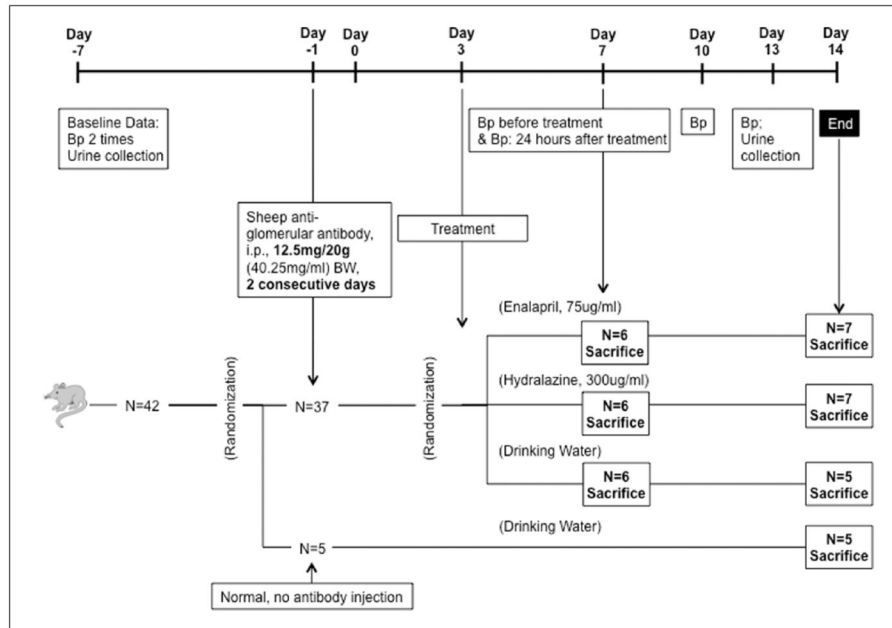 Day Day Day Day Day Day Day Day
-7 -1 0 3 7 10 13 14
Baseline Data:
Bp 2 times
Urine collection
Bp before treatment
& Bp: 24 hours after treatment
Bp
Bp;
Urine
collection
End
Sheep anti-
glomerular antibody,
i.p., 12.5mg/20g
(40.25mg/ml) BW,
2 consecutive days
Treatment
(Enalapril, 75ug/ml)
N=6
Sacrifice
N=7
Sacrifice
N=42
(Randomization)
N=37
(Randomization)
(Hydralazine, 300ug/ml)
N=6
Sacrifice
N=7
Sacrifice
(Drinking Water)
N=6
Sacrifice
N=5
Sacrifice
(Drinking Water)
N=5
N=5
Sacrifice
Normal, no antibody injection